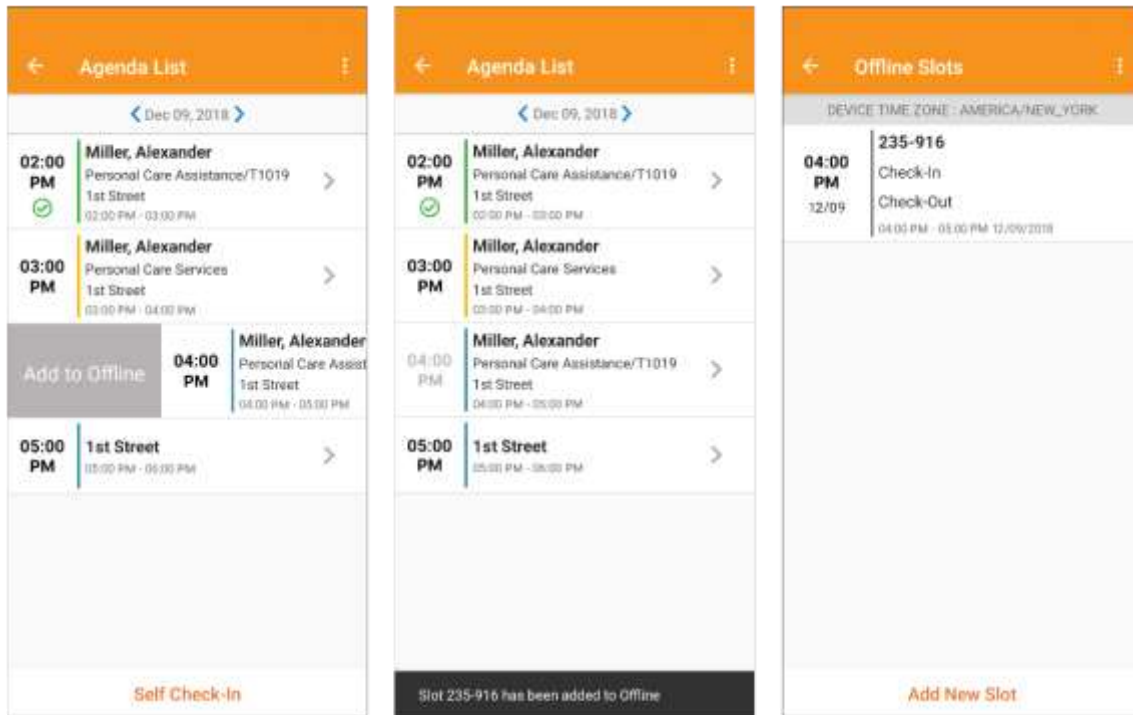 Agenda List
Dec 09, 2018
02:00 PM
Miller, Alexander
Personal Care Assistance/T1019
1st Street
02:00 PM - 03:00 PM
03:00 PM
Miller, Alexander
Personal Care Services
1st Street
03:00 PM - 04:00 PM
Add to Offline
04:00 PM
Miller, Alexander
Personal Care Assist
1st Street
04:00 PM - 05:00 PM
05:00 PM
1st Street
05:00 PM - 06:00 PM
Self Check-In
Agenda List
Dec 09, 2018
02:00 PM
Miller, Alexander
Personal Care Assistance/T1019
1st Street
02:00 PM - 03:00 PM
03:00 PM
Miller, Alexander
Personal Care Services
1st Street
03:00 PM - 04:00 PM
04:00 PM
Miller, Alexander
Personal Care Assistance/T1019
1st Street
04:00 PM - 05:00 PM
05:00 PM
1st Street
05:00 PM - 06:00 PM
Slot 235-916 has been added to Offline
Offline Slots
DEVICE TIME ZONE : AMERICA/NEW_YORK
04:00 PM
12/09
235-916
Check-In
Check-Out
04:00 PM - 05:00 PM 12/09/2018
Add New Slot